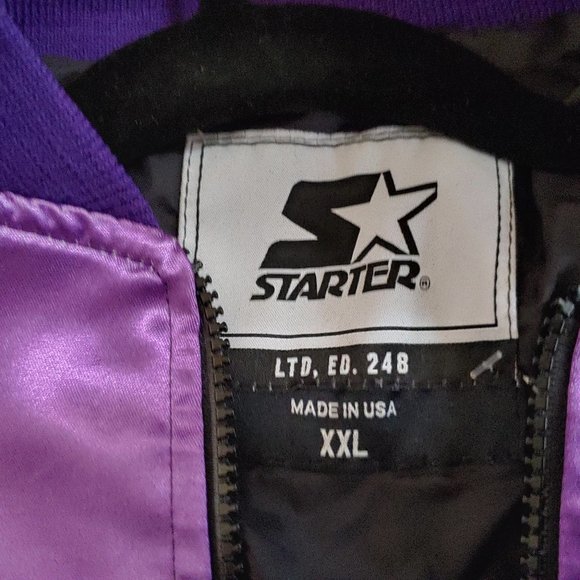 STARTER®
LTD. ED. 248
MADE IN USA
XXL